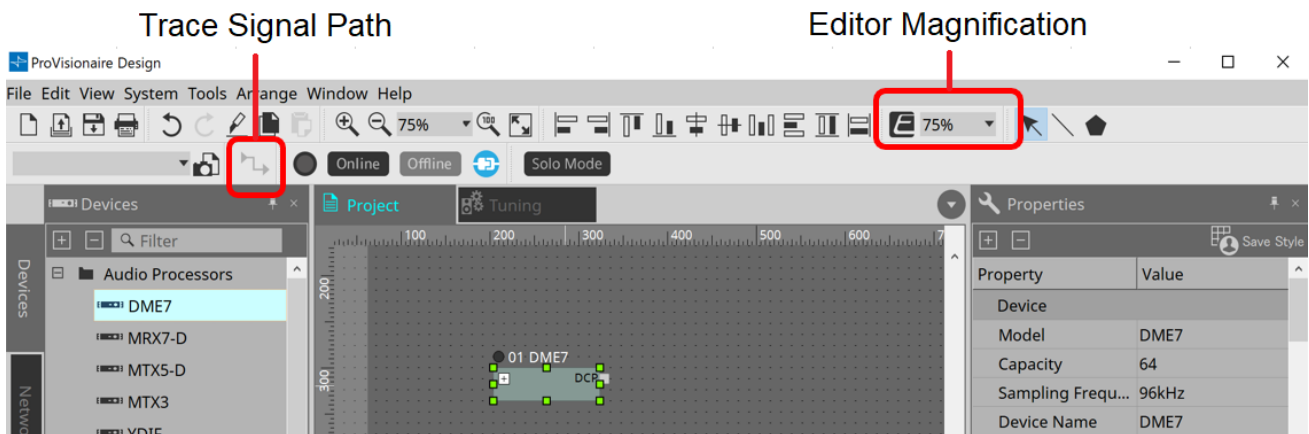 Trace Signal Path
Editor Magnification
ProVisionaire Design
File Edit View System Tools Arrange Window Help
75%
100
75%
Online
Offline
Solo Mode
Devices
Project
Tuning
Properties
Filter
100 200 300 400 500 600 7
Save Style
Devices
Audio Processors
200
Property Value
DME7
Device
MRX7-D
01 DME7
Model DME7
MTX5-D
DCP
300
Capacity 64
MTX3
Sampling Frequ... 96kHz
Netwo
Device Name DME7